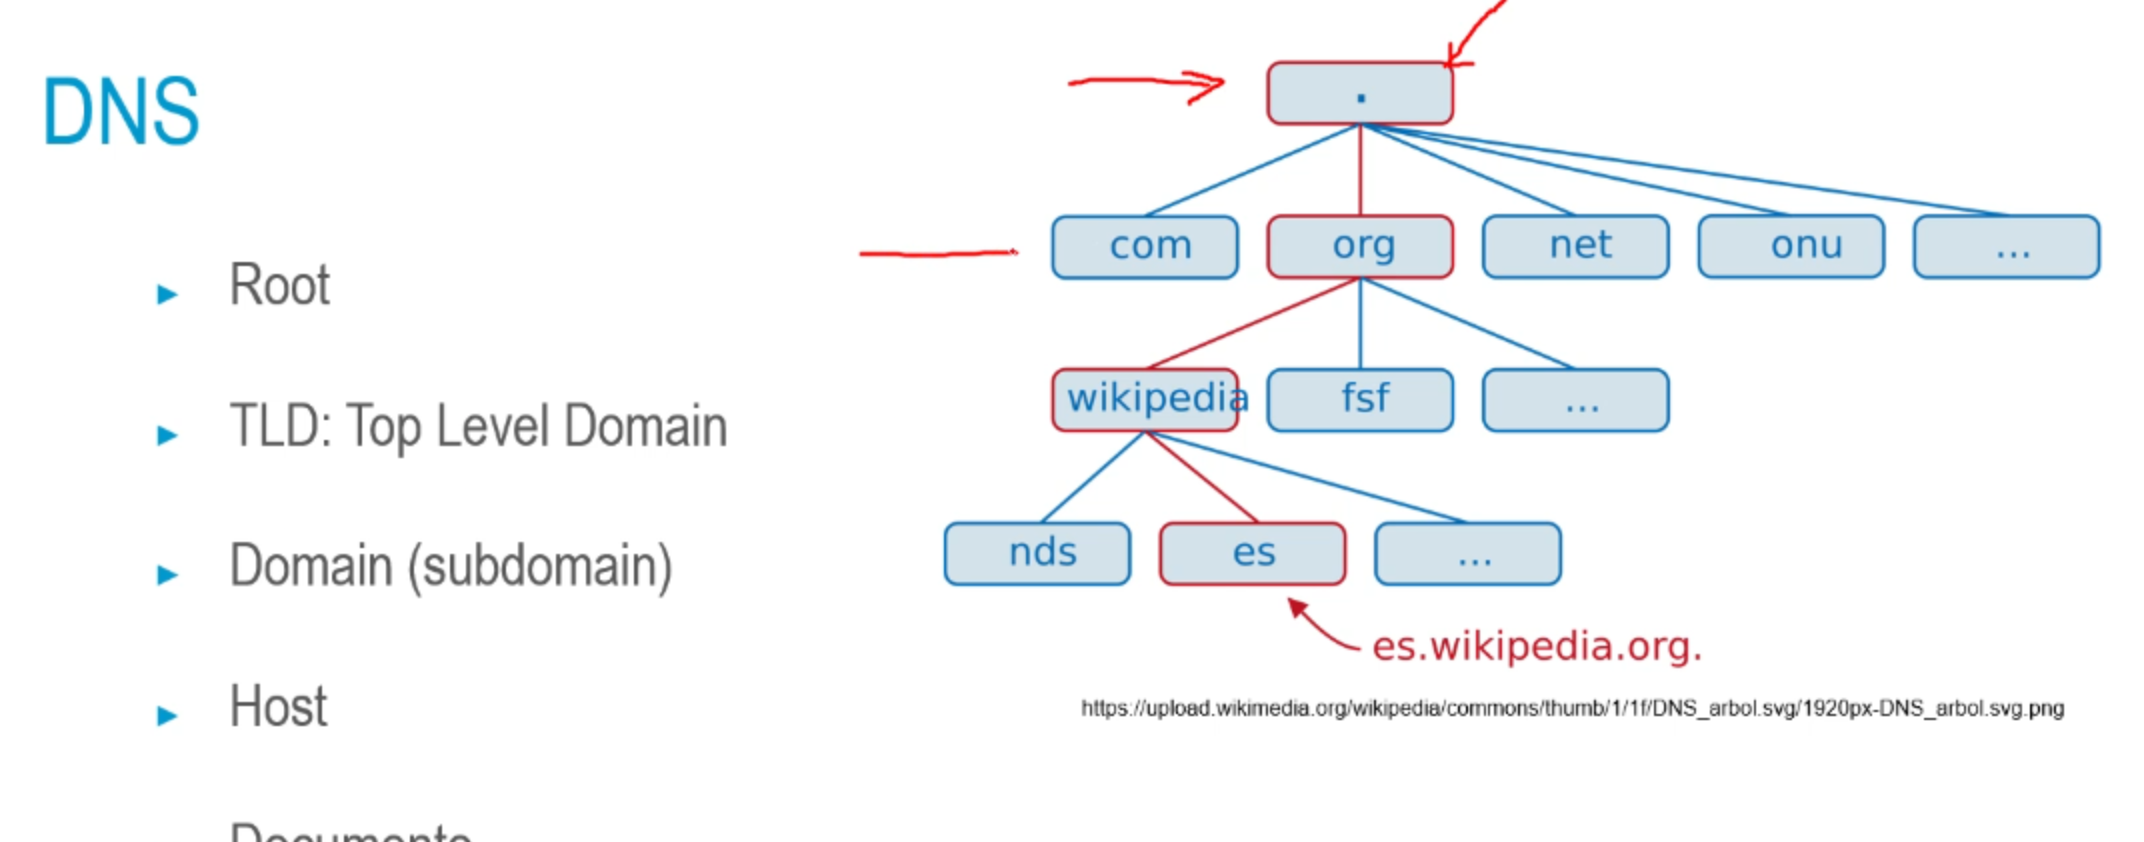 DNS
Root
TLD: Top Level Domain
Domain (subdomain)
Host
.
com org net onu ...
wikipedia fsf ...
nds es ...
es.wikipedia.org.
https://upload.wikimedia.org/wikipedia/commons/thumb/1/1f/DNS_arbol.svg/1920px-DNS_arbol.svg.png